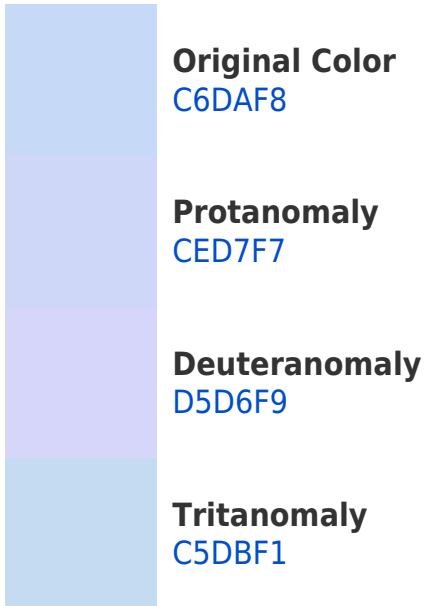 Original Color
C6DAF8
Protanomaly
CED7F7
Deuteranomaly
D5D6F9
Tritanomaly
C5DBF1